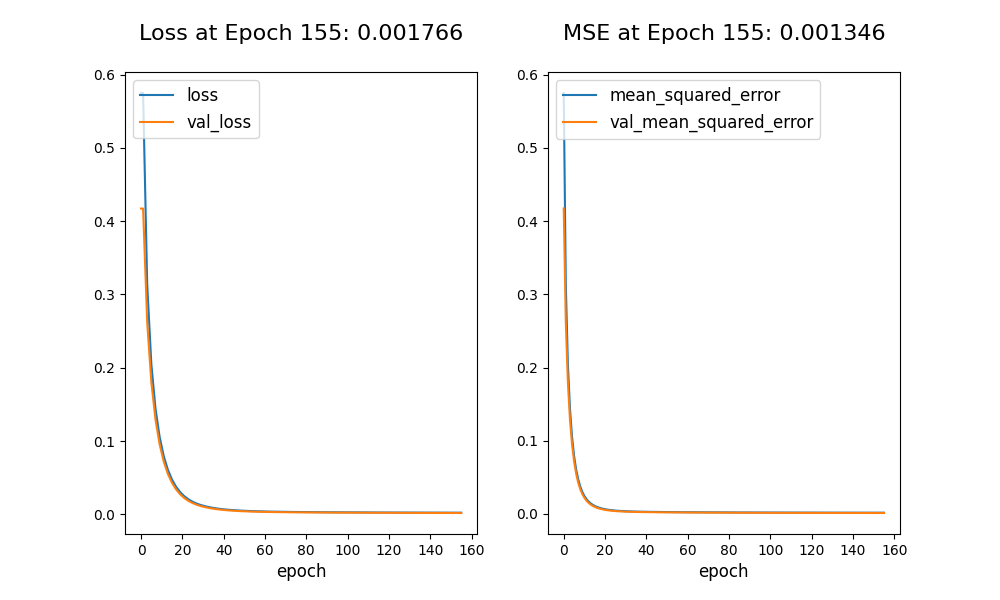 Loss at Epoch 155: 0.001766
loss
val_loss
0.6
0.5
0.4
0.3
0.2
0.1
0.0
0 20 40 60 80 100 120 140 160
epoch
MSE at Epoch 155: 0.001346
mean_squared_error
val_mean_squared_error
0.6
0.5
0.4
0.3
0.2
0.1
0.0
0 20 40 60 80 100 120 140 160
epoch